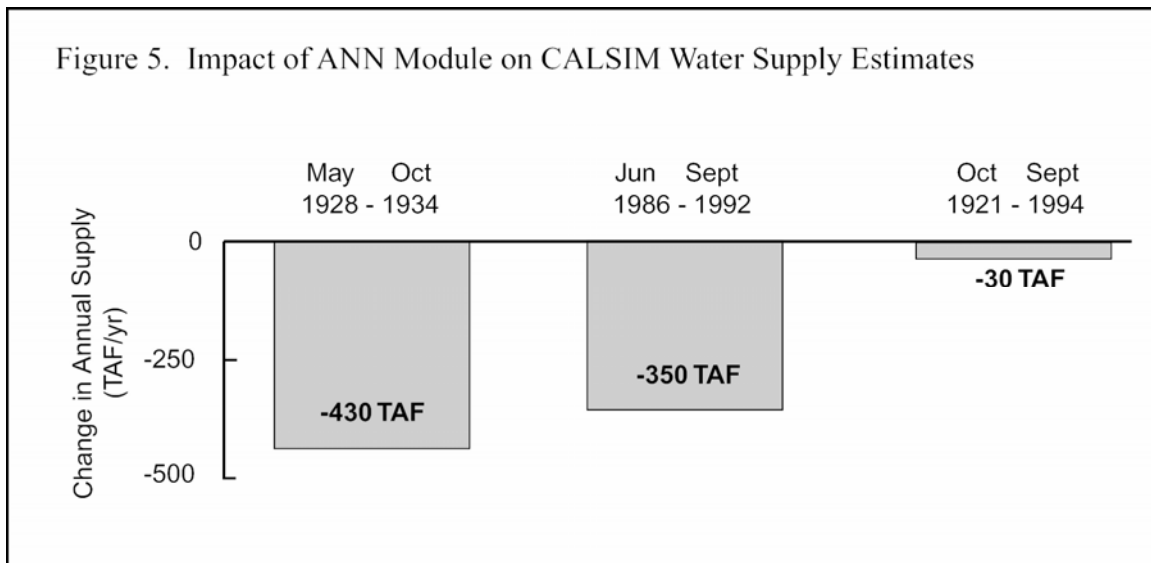 Figure 5. Impact of ANN Module on CALSIM Water Supply Estimates
May Oct
1928 - 1934
Jun Sept
1986 - 1992
Oct Sept
1921 - 1994
Change in Annual Supply
(TAF/yr)
0
-250
-500
-430 TAF
-350 TAF
-30 TAF